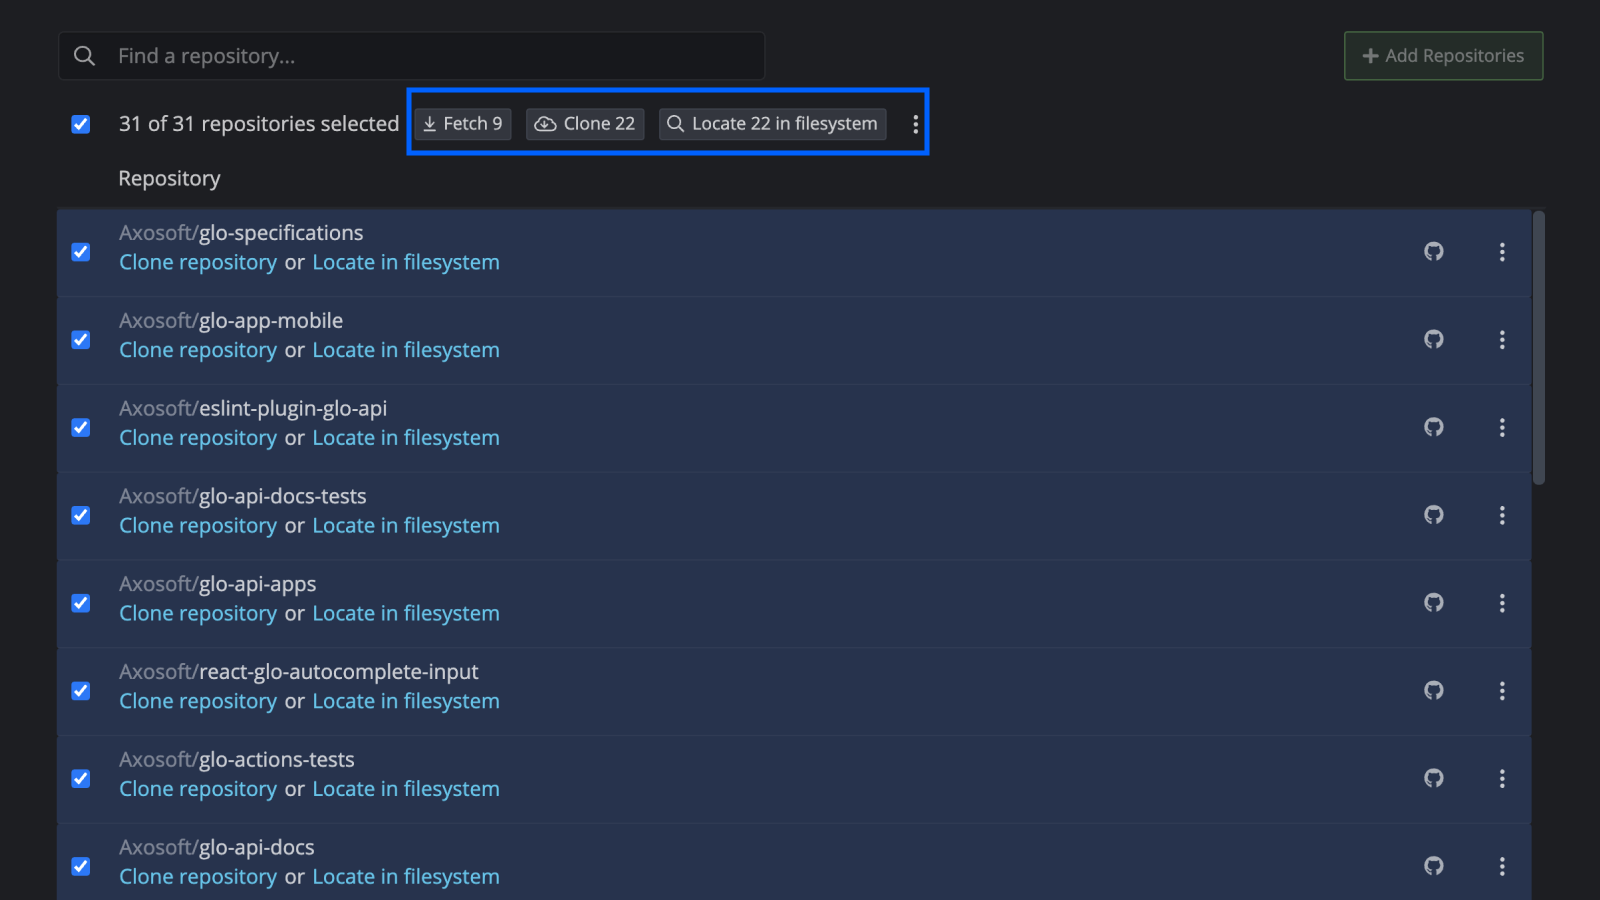 Find a repository...
+ Add Repositories
31 of 31 repositories selected
Fetch 9
Clone 22
Locate 22 in filesystem
Repository
Axosoft/glo-specifications
Clone repository or Locate in filesystem
Axosoft/glo-app-mobile
Clone repository or Locate in filesystem
Axosoft/eslint-plugin-glo-api
Clone repository or Locate in filesystem
Axosoft/glo-api-docs-tests
Clone repository or Locate in filesystem
Axosoft/glo-api-apps
Clone repository or Locate in filesystem
Axosoft/react-glo-autocomplete-input
Clone repository or Locate in filesystem
Axosoft/glo-actions-tests
Clone repository or Locate in filesystem
Axosoft/glo-api-docs
Clone repository or Locate in filesystem